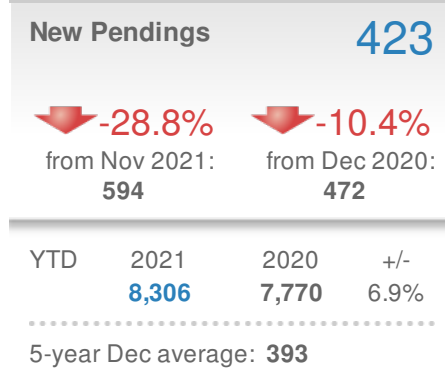 New Pendings 423
-28.8% -10.4%
from Nov 2021: from Dec 2020:
594 472
YTD 2021 2020 +/-
8,306 7,770 6.9%
5-year Dec average: 393